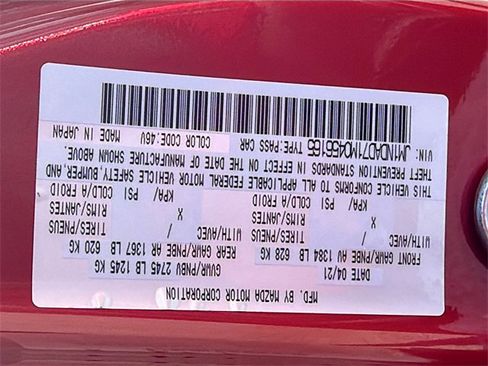 MFD. BY MAZDA MOTOR CORPORATION
DATE 04/21 GVWR/PNBV 2745 LB 1245 KG
FRONT GAWR/PNBE AV 1384 LB 628 KG REAR GAWR/PNBE AR 1367 LB 620 KG
WITH/AVEC WITH/AVEC
TIRES/PNEUS / TIRES/PNEUS /
RIMS/JANTES X RIMS/JANTES X
KPA/ PSI COLD/A FROID KPA/ PSI COLD/A FROID
THIS VEHICLE CONFORMS TO ALL APPLICABLE FEDERAL MOTOR VEHICLE SAFETY, BUMPER, AND
THEFT PREVENTION STANDARDS IN EFFECT ON THE DATE OF MANUFACTURE SHOWN ABOVE.
VIN: JM1NDAD71M0456165 TYPE:PASS CAR COLOR CODE:46V MADE IN JAPAN